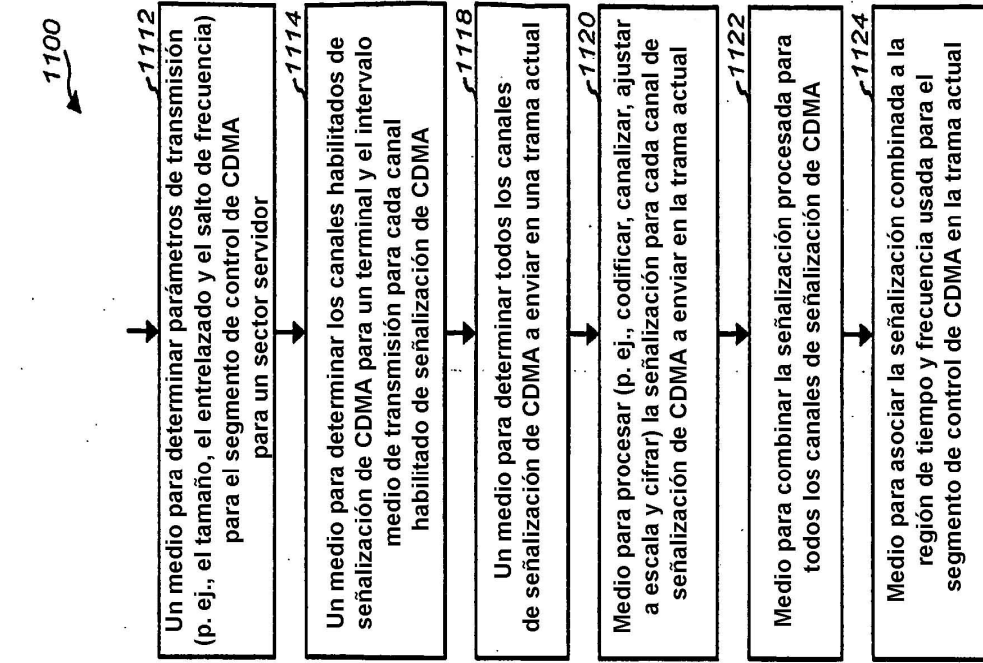 1100
1112
Un medio para determinar parámetros de transmisión
(p. ej., el tamaño, el entrelazado y el salto de frecuencia)
para el segmento de control de CDMA
para un sector servidor
1114
Un medio para determinar los canales habilitados de
señalización de CDMA para un terminal y el intervalo
medio de transmisión para cada canal
habilitado de señalización de CDMA
1118
Un medio para determinar todos los canales
de señalización de CDMA a enviar en una trama actual
1120
Medio para procesar (p. ej., codificar, canalizar, ajustar
a escala y cifrar) la señalización para cada canal de
señalización de CDMA a enviar en la trama actual
1122
Medio para combinar la señalización procesada para
todos los canales de señalización de CDMA
1124
Medio para asociar la señalización combinada a la
región de tiempo y frecuencia usada para el
segmento de control de CDMA en la trama actual